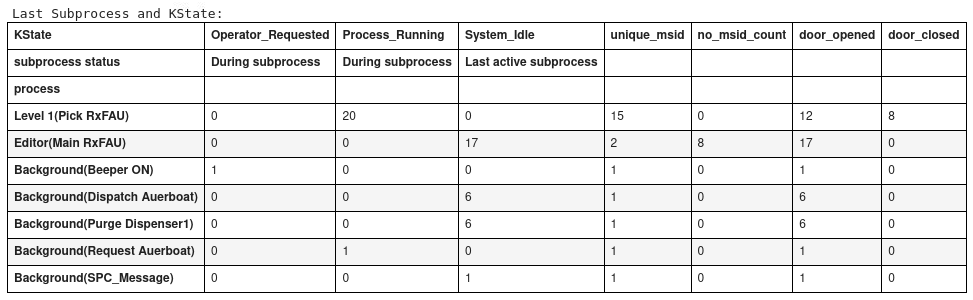 Last Subprocess and KState:
KState Operator_Requested Process_Running System_Idle unique_msid no_msid_count door_opened door_closed
subprocess status During subprocess During subprocess Last active subprocess
process
Level 1(Pick RxFAU) 0 20 0 15 0 12 8
Editor(Main RxFAU) 0 0 17 2 8 17 0
Background(Beeper ON) 1 0 0 1 0 1 0
Background(Dispatch Auerboat) 0 0 6 1 0 6 0
Background(Purge Dispenser1) 0 0 6 1 0 6 0
Background(Request Auerboat) 0 1 0 1 0 1 0
Background(SPC_Message) 0 0 1 1 0 1 0